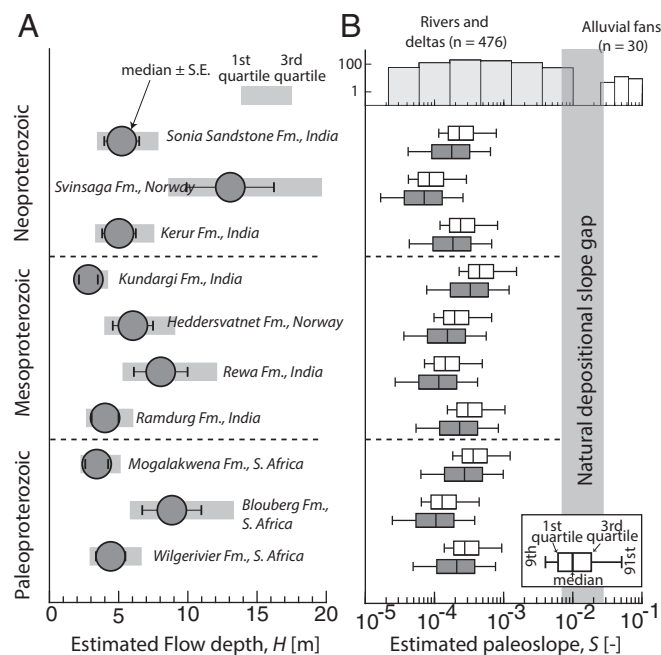 A
B
Rivers and
deltas (n = 476)
Alluvial fans
(n = 30)
median ± S.E.
1st
quartile
3rd
quartile
100
1
Neoproterozoic
Sonia Sandstone Fm., India
Svinsaga Fm., Norway
Kerur Fm., India
Mesoproterozoic
Kundargi Fm., India
Heddersvatnet Fm., Norway
Rewa Fm., India
Ramdurg Fm., India
Paleoproterozoic
Mogalakwena Fm., S. Africa
Blouberg Fm.,
S. Africa
Wilgerivier Fm., S. Africa
Natural depositional slope gap
1st
quartile
3rd
quartile
9th
91st
median
0 5 10 15 20
Estimated Flow depth, H [m]
10-5 10-4 10-3 10-2 10-1
Estimated paleoslope, S [-]